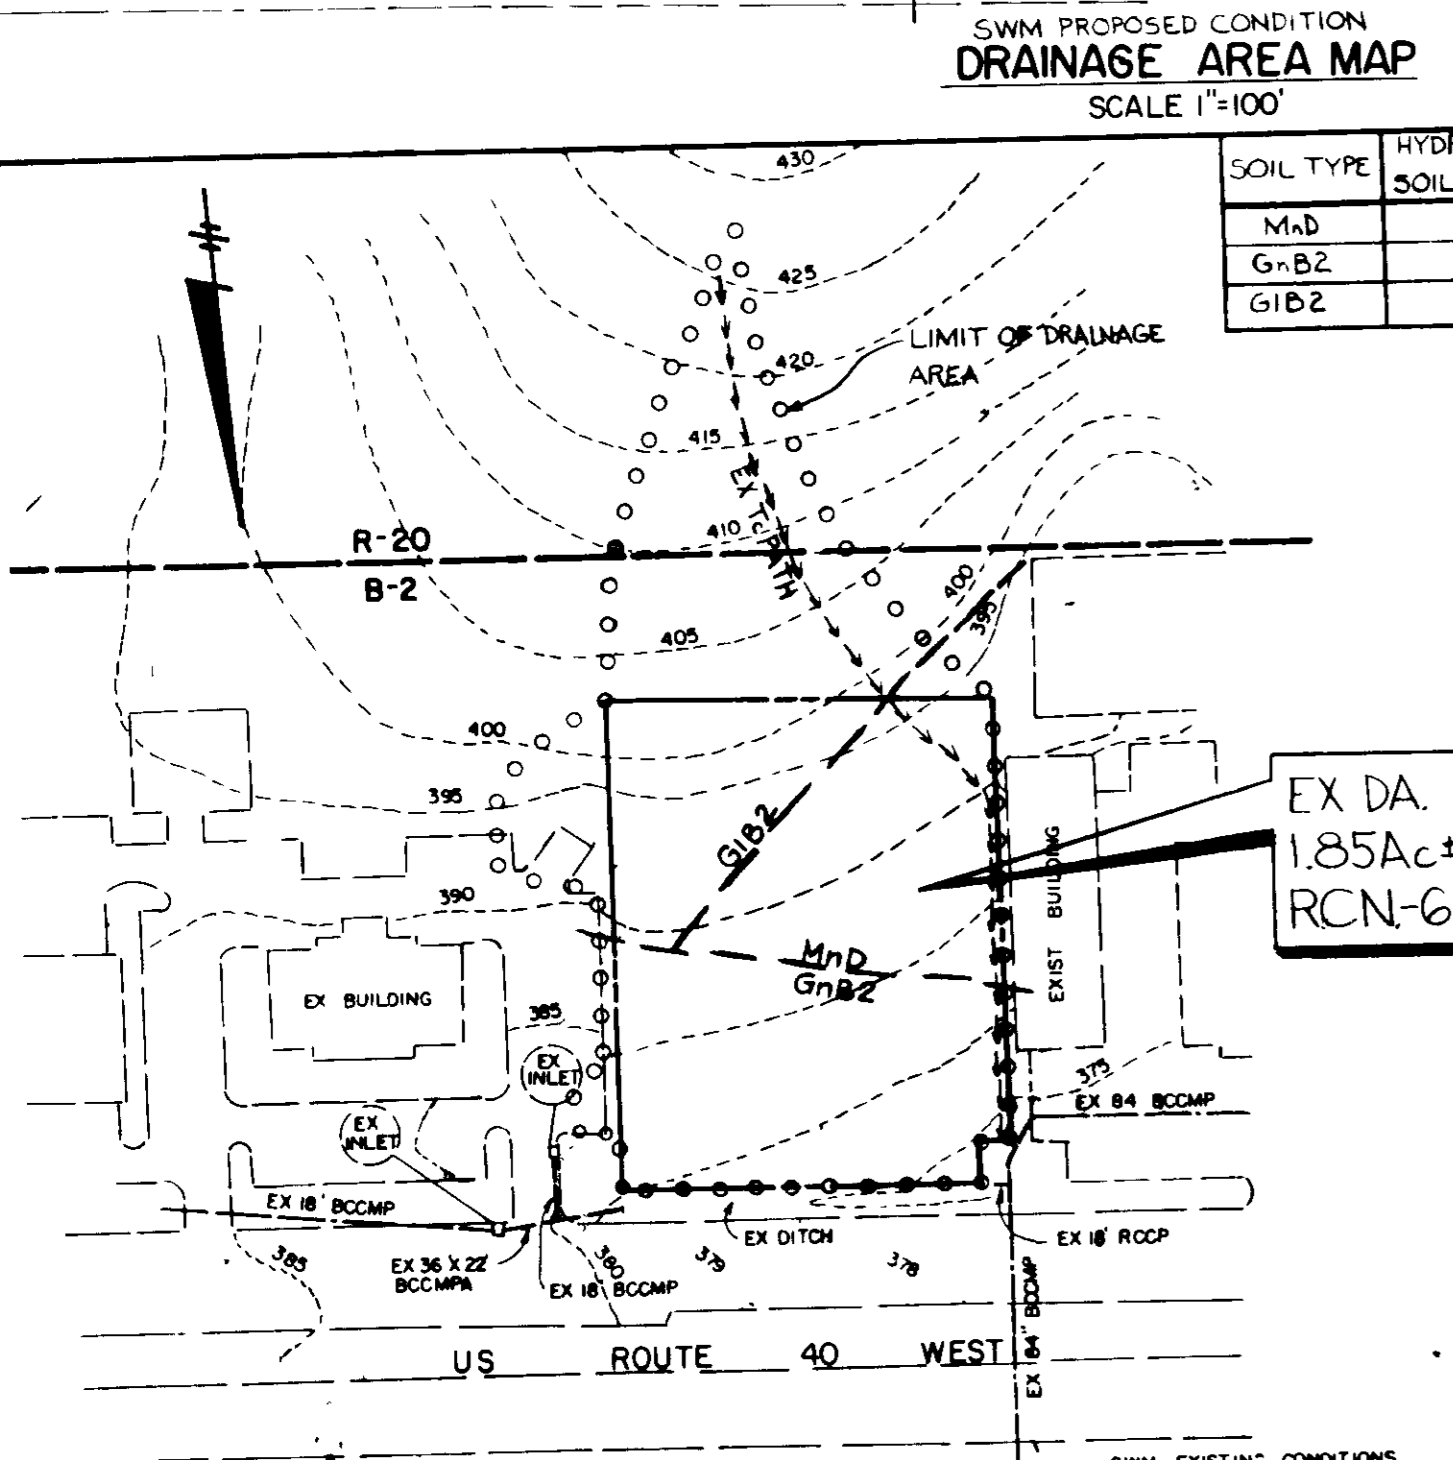 SWM PROPOSED CONDITION
DRAINAGE AREA MAP
SCALE 1"=100'
SOIL TYPE
HYD
SOIL
MnD
GnB2
GlB2
430
425
420
LIMIT OF DRAINAGE
AREA
415
EX Tc PATH
410
R-20
B-2
400
395
405
400
395
GlB2
EX DA.
1.85Ac±
RCN.-6
390
EXIST BUILDING
MnD
GnB2
EX BUILDING
385
EX
INLET
375
EX 84 BCCMP
EX
INLET
EX 18' BCCMP
EX DITCH
EX 18' RCCP
385
EX 36 X 22'
BCCMPA
380
379
378
EX 18' BCCMP
EX 84" BCCMP
US ROUTE 40 WEST